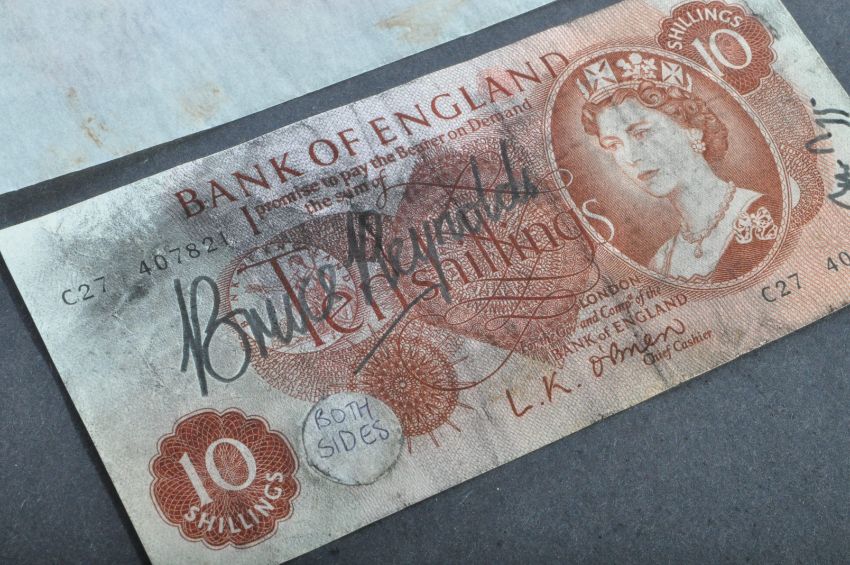 SHILLINGS
10
BANK OF ENGLAND
I promise to pay the Bearer on Demand
the sum of
C27 407821
Bruce Reynolds
Ten shillings
LONDON
For the Govr and Compa of the
BANK OF ENGLAND
C27 40
L.K. O'Brien
Chief Cashier
BOTH
SIDES
10
SHILLINGS